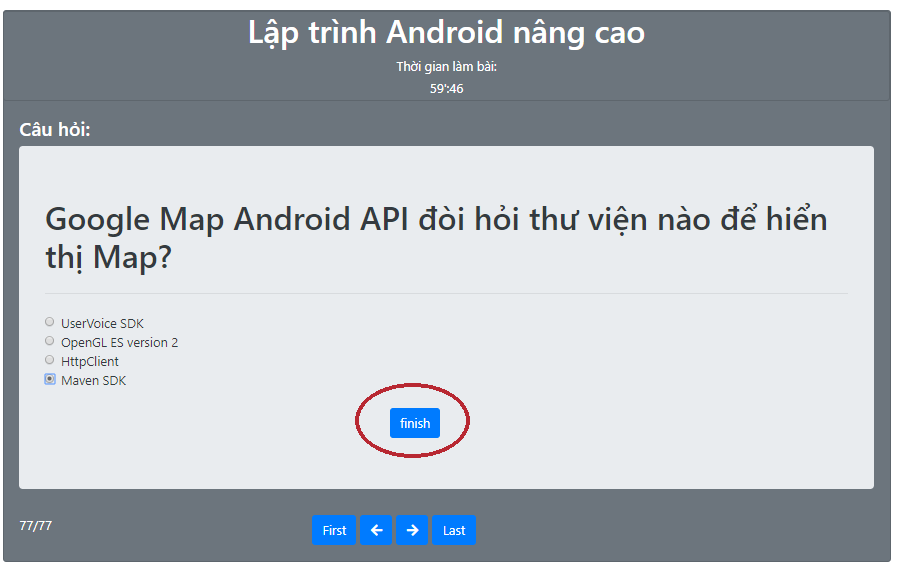 Lập trình Android nâng cao
Thời gian làm bài:
59':46
Câu hỏi:
Google Map Android API đòi hỏi thư viện nào để hiển
thị Map?
UserVoice SDK
OpenGL ES version 2
HttpClient
Maven SDK
finish
77/77
First
Last